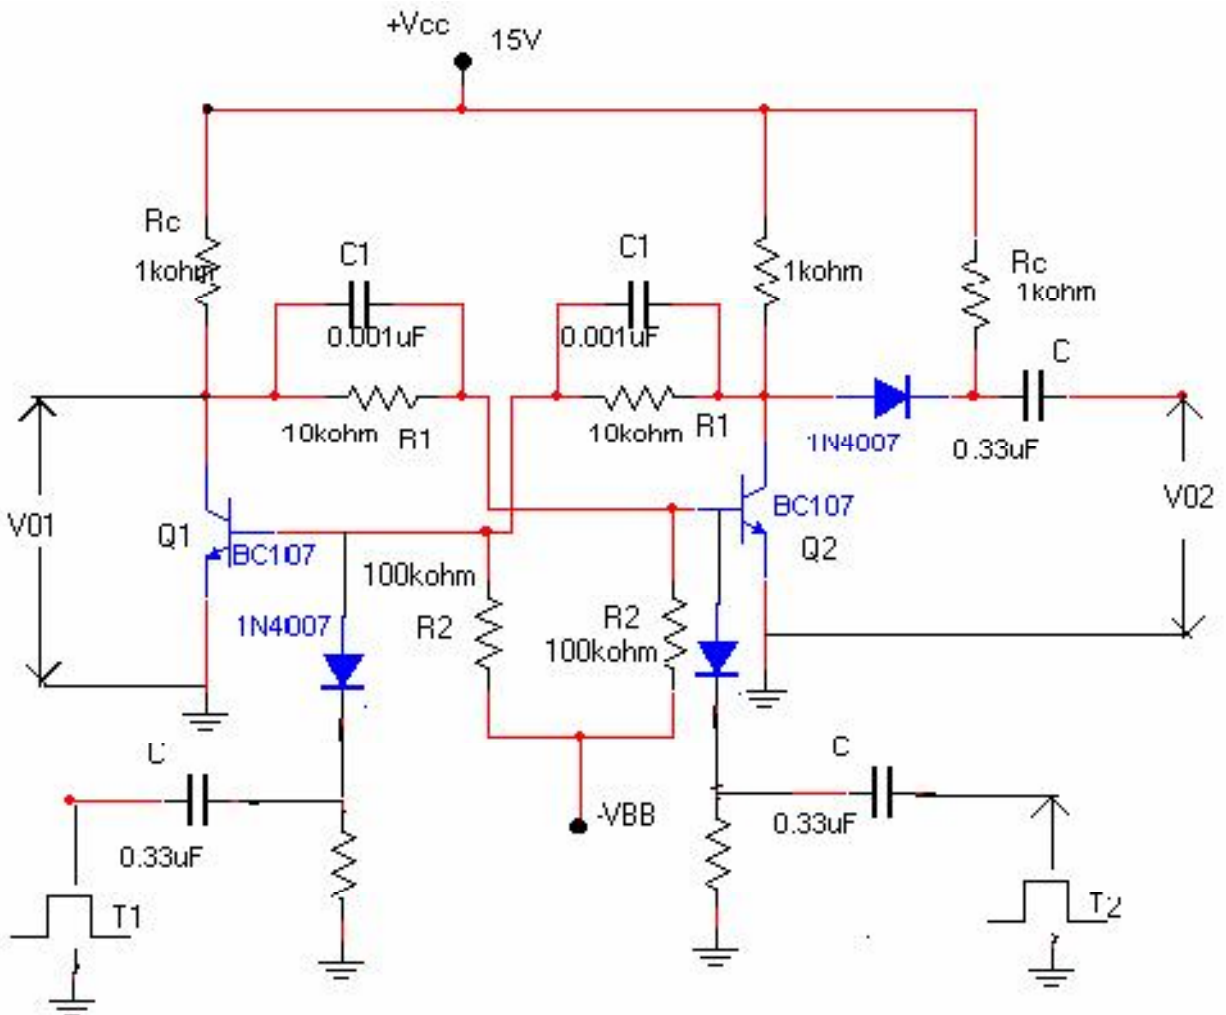 +Vcc
15V
Rc
1kohm
C1
0.001uF
C1
0.001uF
1kohm
Rc
1kohm
C
0.33uF
10kohm
R1
10kohm
R1
1N4007
V01
Q1
BC107
BC107
Q2
V02
100kohm
R2
R2
100kohm
1N4007
C
0.33uF
-VBB
C
0.33uF
T1
T2